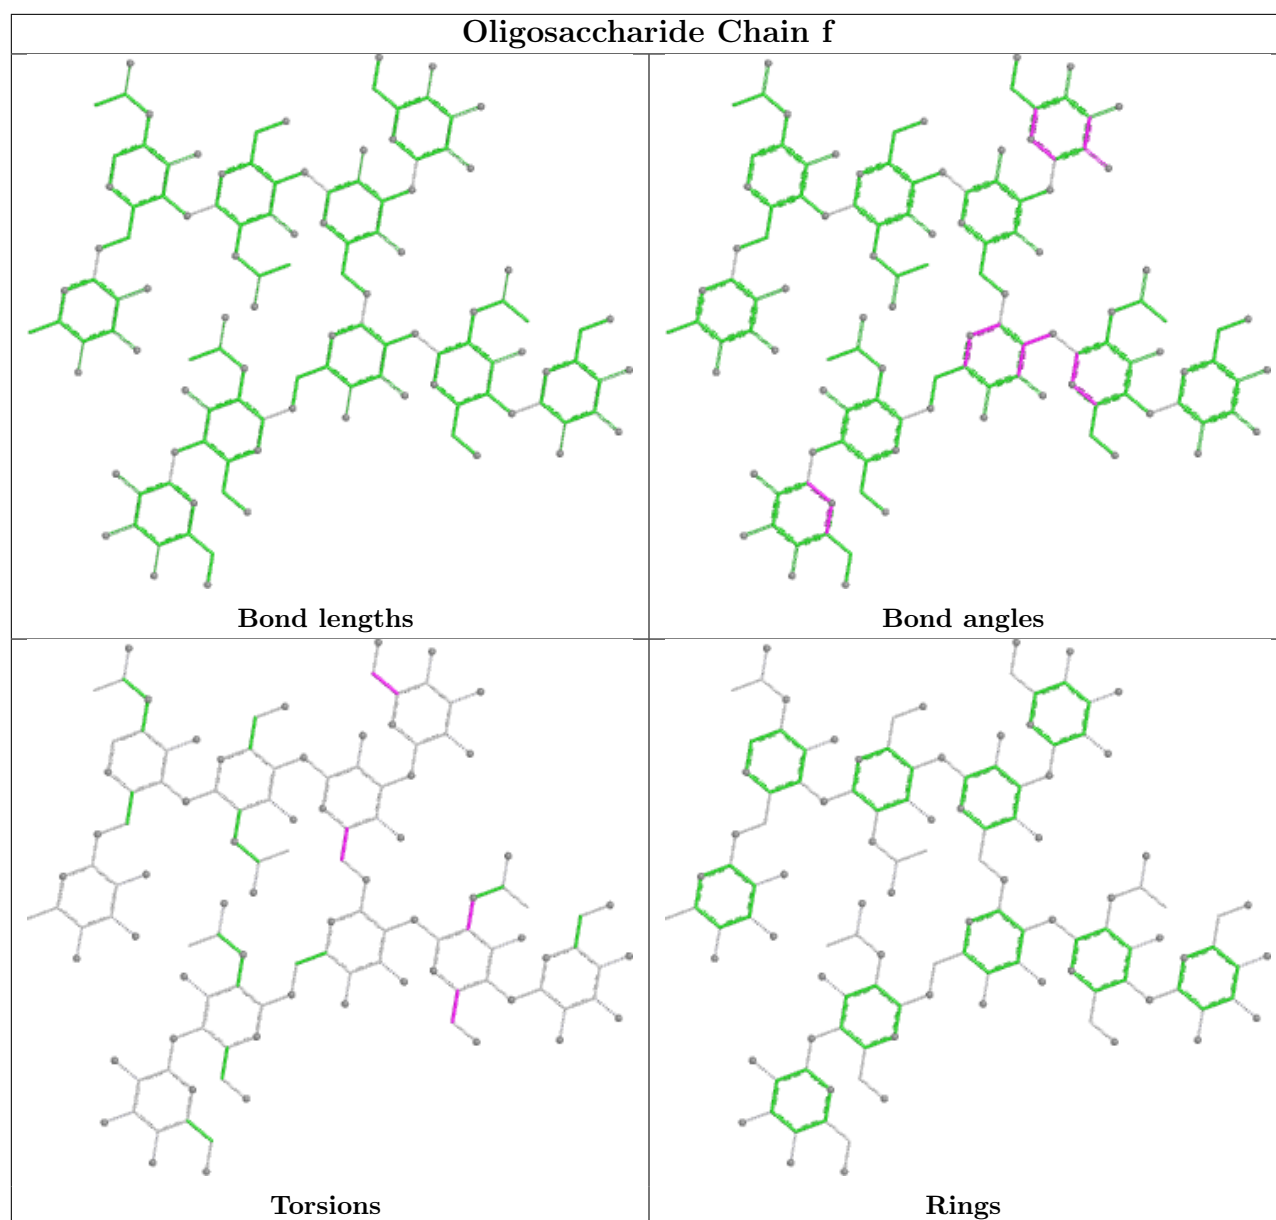 Oligosaccharide Chain f
Bond lengths
Bond angles
Torsions
Rings